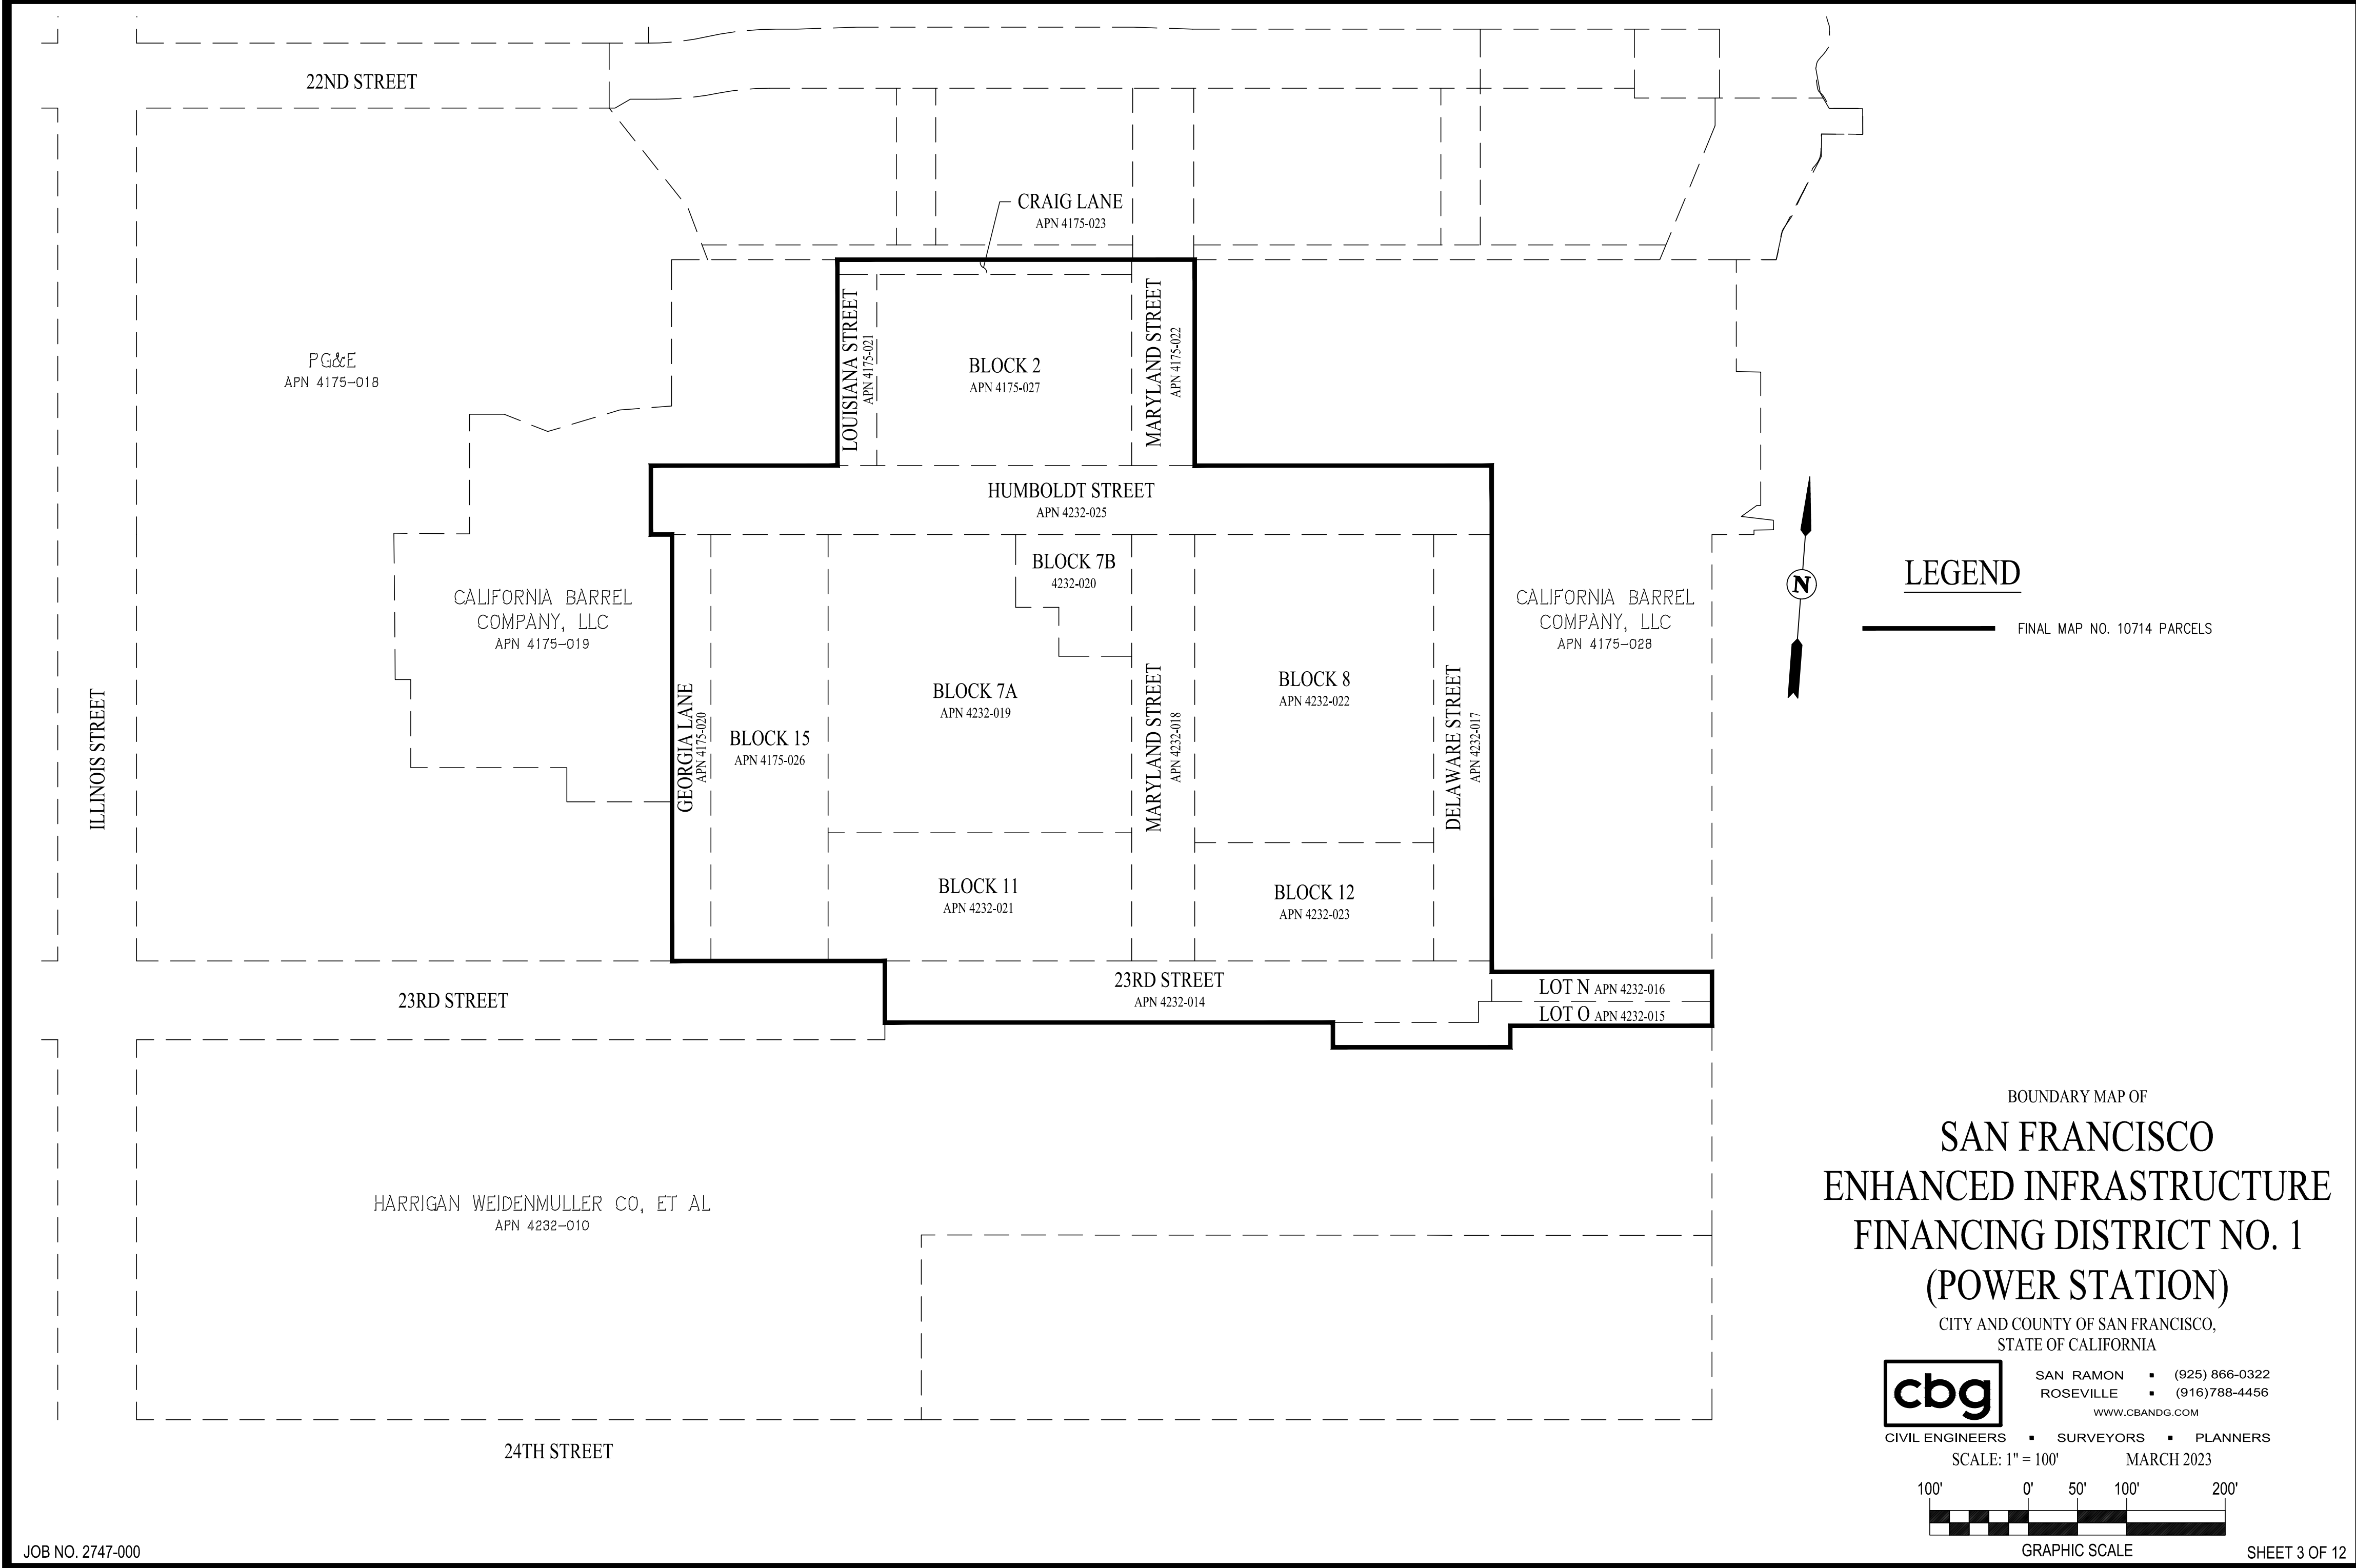 22ND STREET
CRAIG LANE
APN 4175-023
PG&E
APN 4175-018
LOUISIANA STREET
APN 4175-021
BLOCK 2
APN 4175-027
MARYLAND STREET
APN 4175-022
HUMBOLDT STREET
APN 4232-025
BLOCK 7B
4232-020
CALIFORNIA BARREL
COMPANY, LLC
APN 4175-019
CALIFORNIA BARREL
COMPANY, LLC
APN 4175-028
N
LEGEND
FINAL MAP NO. 10714 PARCELS
ILLINOIS STREET
GEORGIA LANE
APN 4175-020
BLOCK 15
APN 4175-026
BLOCK 7A
APN 4232-019
MARYLAND STREET
APN 4232-018
BLOCK 8
APN 4232-022
DELAWARE STREET
APN 4232-017
BLOCK 11
APN 4232-021
BLOCK 12
APN 4232-023
23RD STREET
23RD STREET
APN 4232-014
LOT N APN 4232-016
LOT O APN 4232-015
HARRIGAN WEIDENMULLER CO, ET AL
APN 4232-010
24TH STREET
BOUNDARY MAP OF
SAN FRANCISCO
ENHANCED INFRASTRUCTURE
FINANCING DISTRICT NO. 1
(POWER STATION)
CITY AND COUNTY OF SAN FRANCISCO,
STATE OF CALIFORNIA
cbg
SAN RAMON ▪ (925) 866-0322
ROSEVILLE ▪ (916)788-4456
WWW.CBANDG.COM
CIVIL ENGINEERS ▪ SURVEYORS ▪ PLANNERS
SCALE: 1" = 100' MARCH 2023
100' 0' 50' 100' 200'
GRAPHIC SCALE
JOB NO. 2747-000
SHEET 3 OF 12